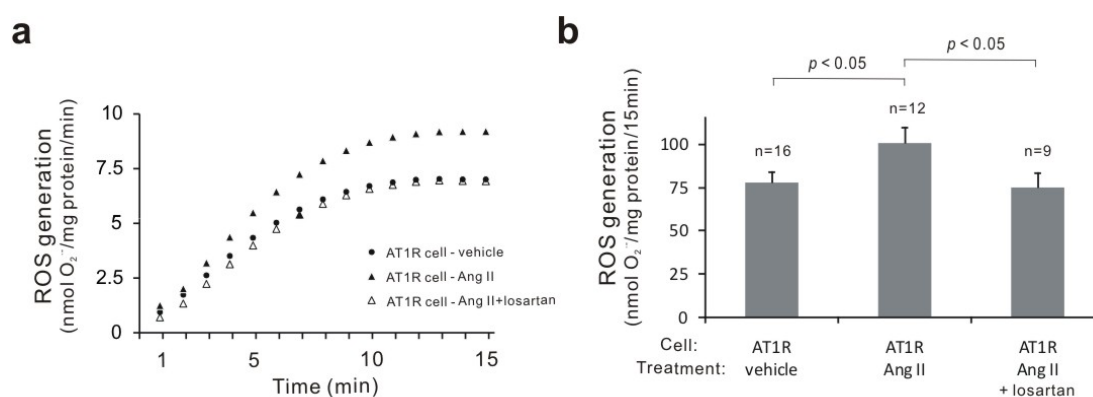 a
ROS generation
(nmol O₂⁻/mg protein/min)
10
7.5
5
2.5
0
1
5
10
15
Time (min)
AT1R cell - vehicle
AT1R cell - Ang II
AT1R cell - Ang II+losartan
b
p < 0.05
p < 0.05
ROS generation
(nmol O₂⁻/mg protein/15min)
100
75
50
25
0
n=16
n=12
n=9
Cell: AT1R AT1R AT1R
Treatment: vehicle Ang II Ang II
+ losartan